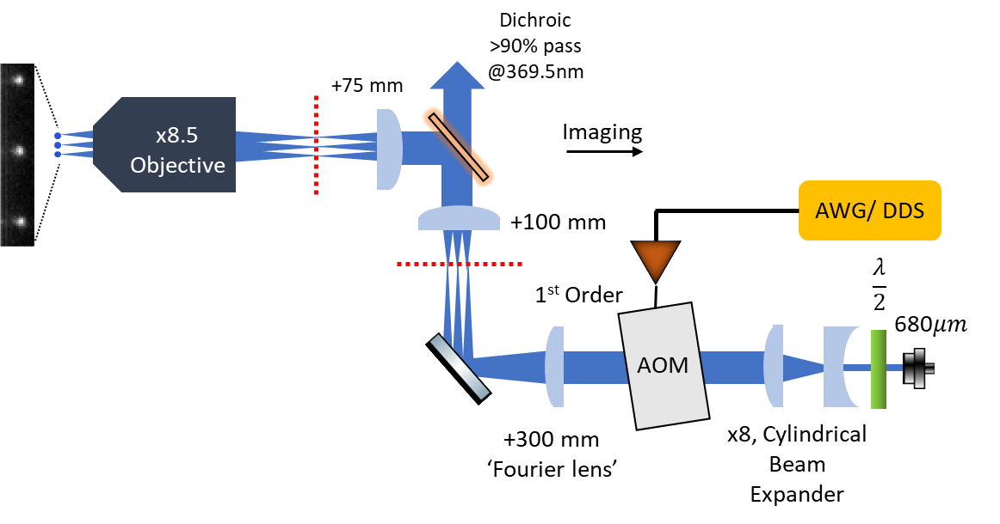 Dichroic
>90% pass
@369.5nm
+75 mm
x8.5
Objective
Imaging
+100 mm
AWG/ DDS
1st Order
λ
2
680μm
AOM
+300 mm
‘Fourier lens’
x8, Cylindrical
Beam
Expander